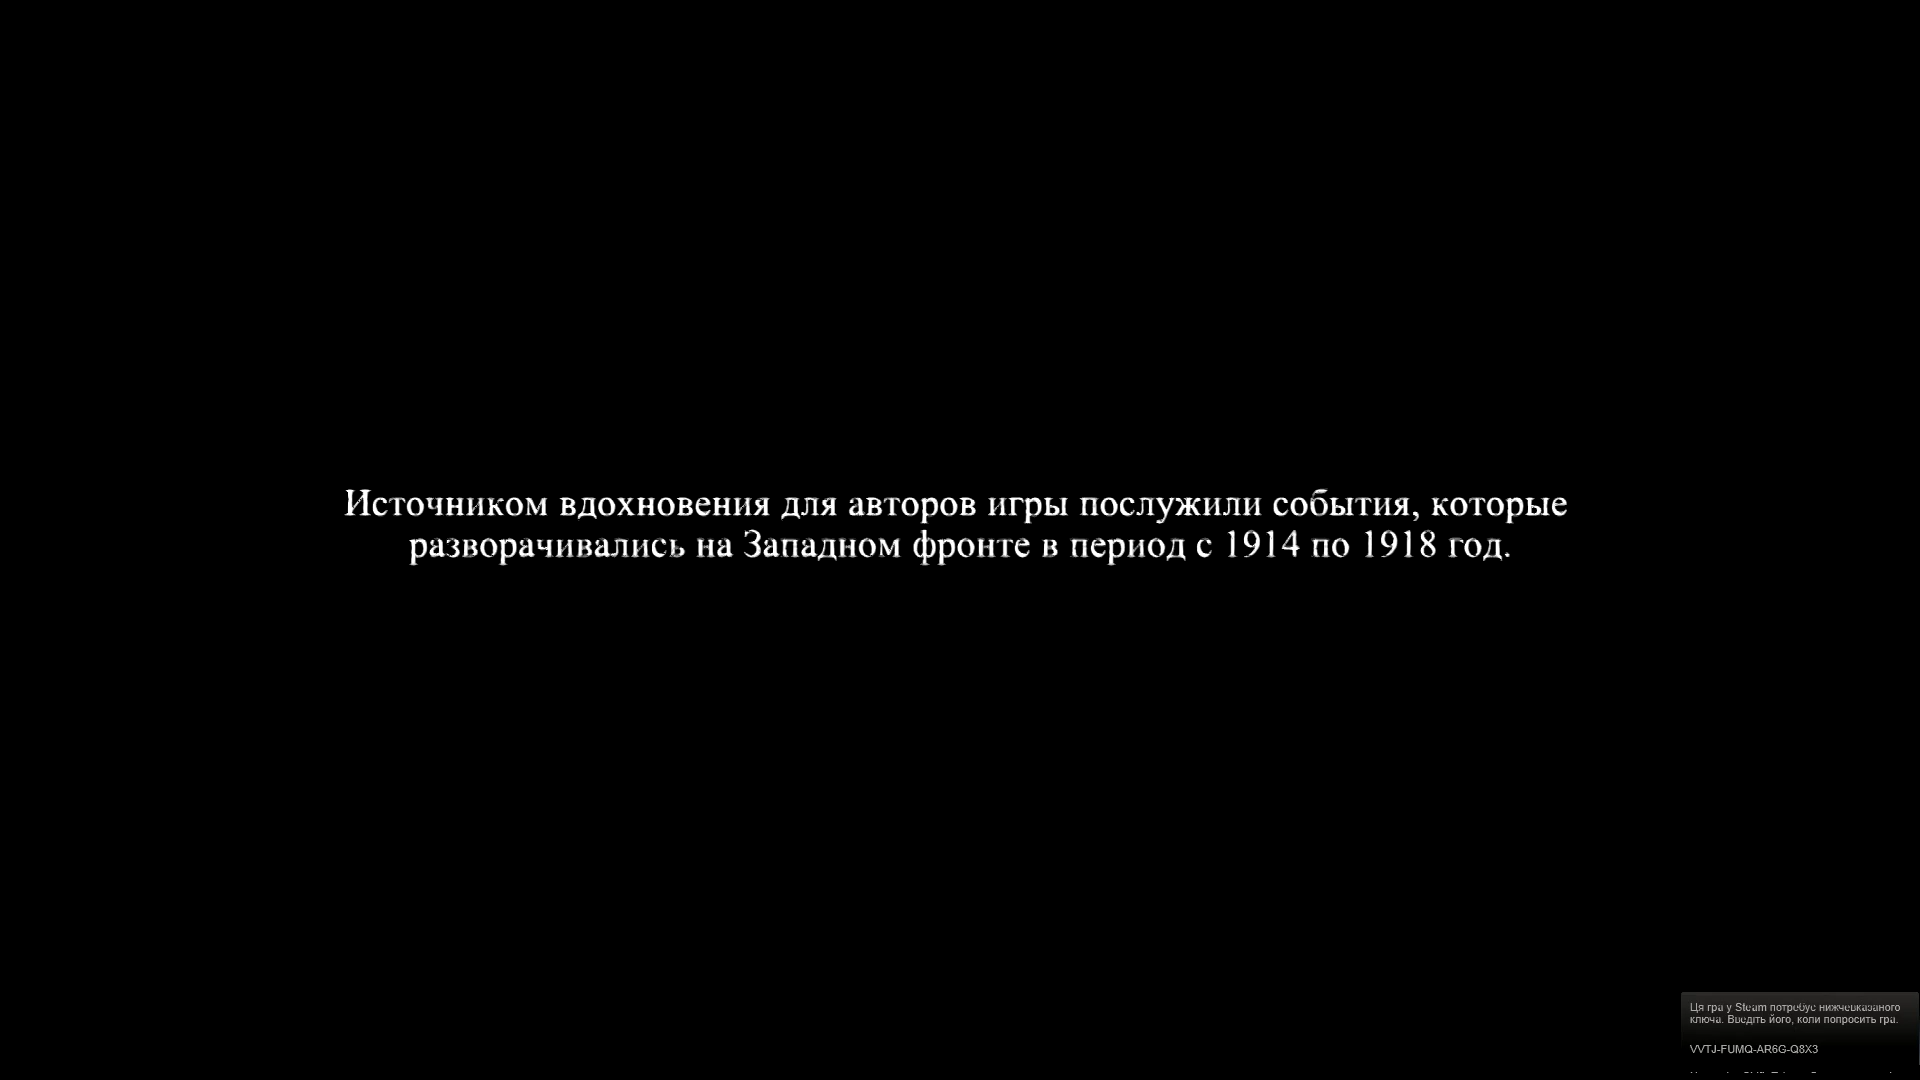 Источником вдохновения для авторов игры послужили события, которые
разворачивались на Западном фронте в период с 1914 по 1918 год.
Ця гра у Steam потребує нижчевказаного
ключа. Введіть його, коли попросить гра.
VVTJ-FUMQ-AR6G-Q8X3